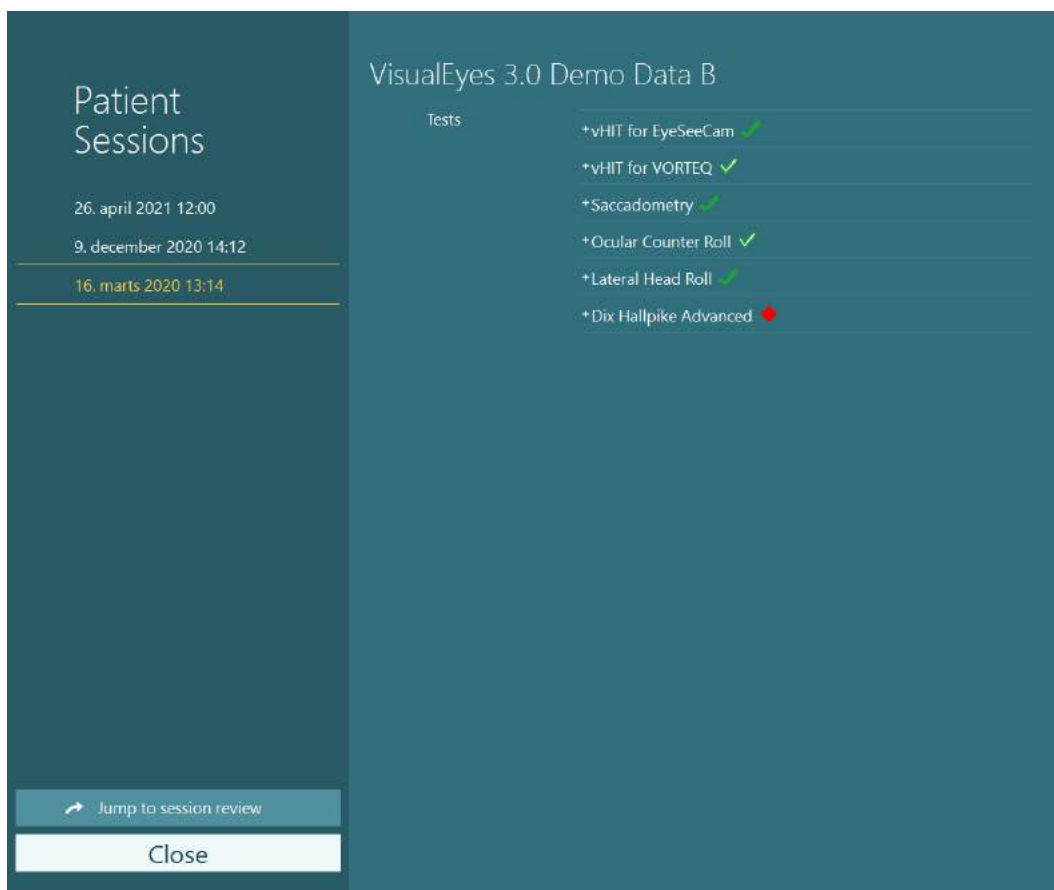 Patient
Sessions
26. april 2021 12:00
9. december 2020 14:12
16. marts 2020 13:14
Jump to session review
Close
VisualEyes 3.0 Demo Data B
Tests
+vHIT for EyeSeeCam
+vHIT for VORTEQ
+Saccadometry
+Ocular Counter Roll
+Lateral Head Roll
+Dix Hallpike Advanced